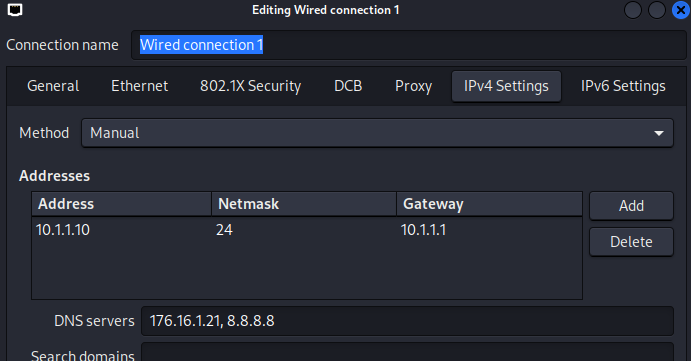 Editing Wired connection 1
Connection name Wired connection 1
General Ethernet 802.1X Security DCB Proxy IPv4 Settings IPv6 Settings
Method Manual
Addresses
Address Netmask Gateway Add
10.1.1.10 24 10.1.1.1
Delete
DNS servers 176.16.1.21, 8.8.8.8
Search domains